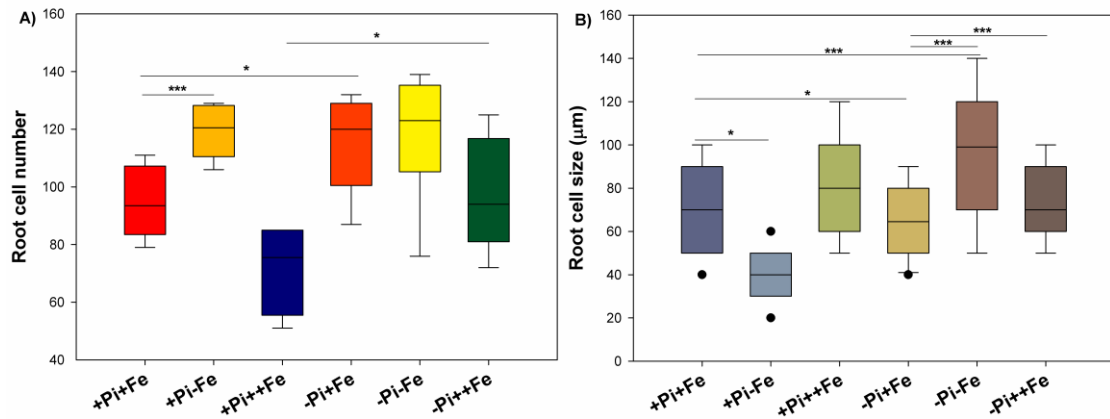 A)
160
140
120
100
80
60
40
Root cell number
*
*
***
+Pi+Fe
+Pi-Fe
+Pi++Fe
-Pi+Fe
-Pi-Fe
-Pi++Fe
B)
160
140
120
100
80
60
40
20
0
Root cell size (μm)
***
***
***
*
*
+Pi+Fe
+Pi-Fe
+Pi++Fe
-Pi+Fe
-Pi-Fe
-Pi++Fe